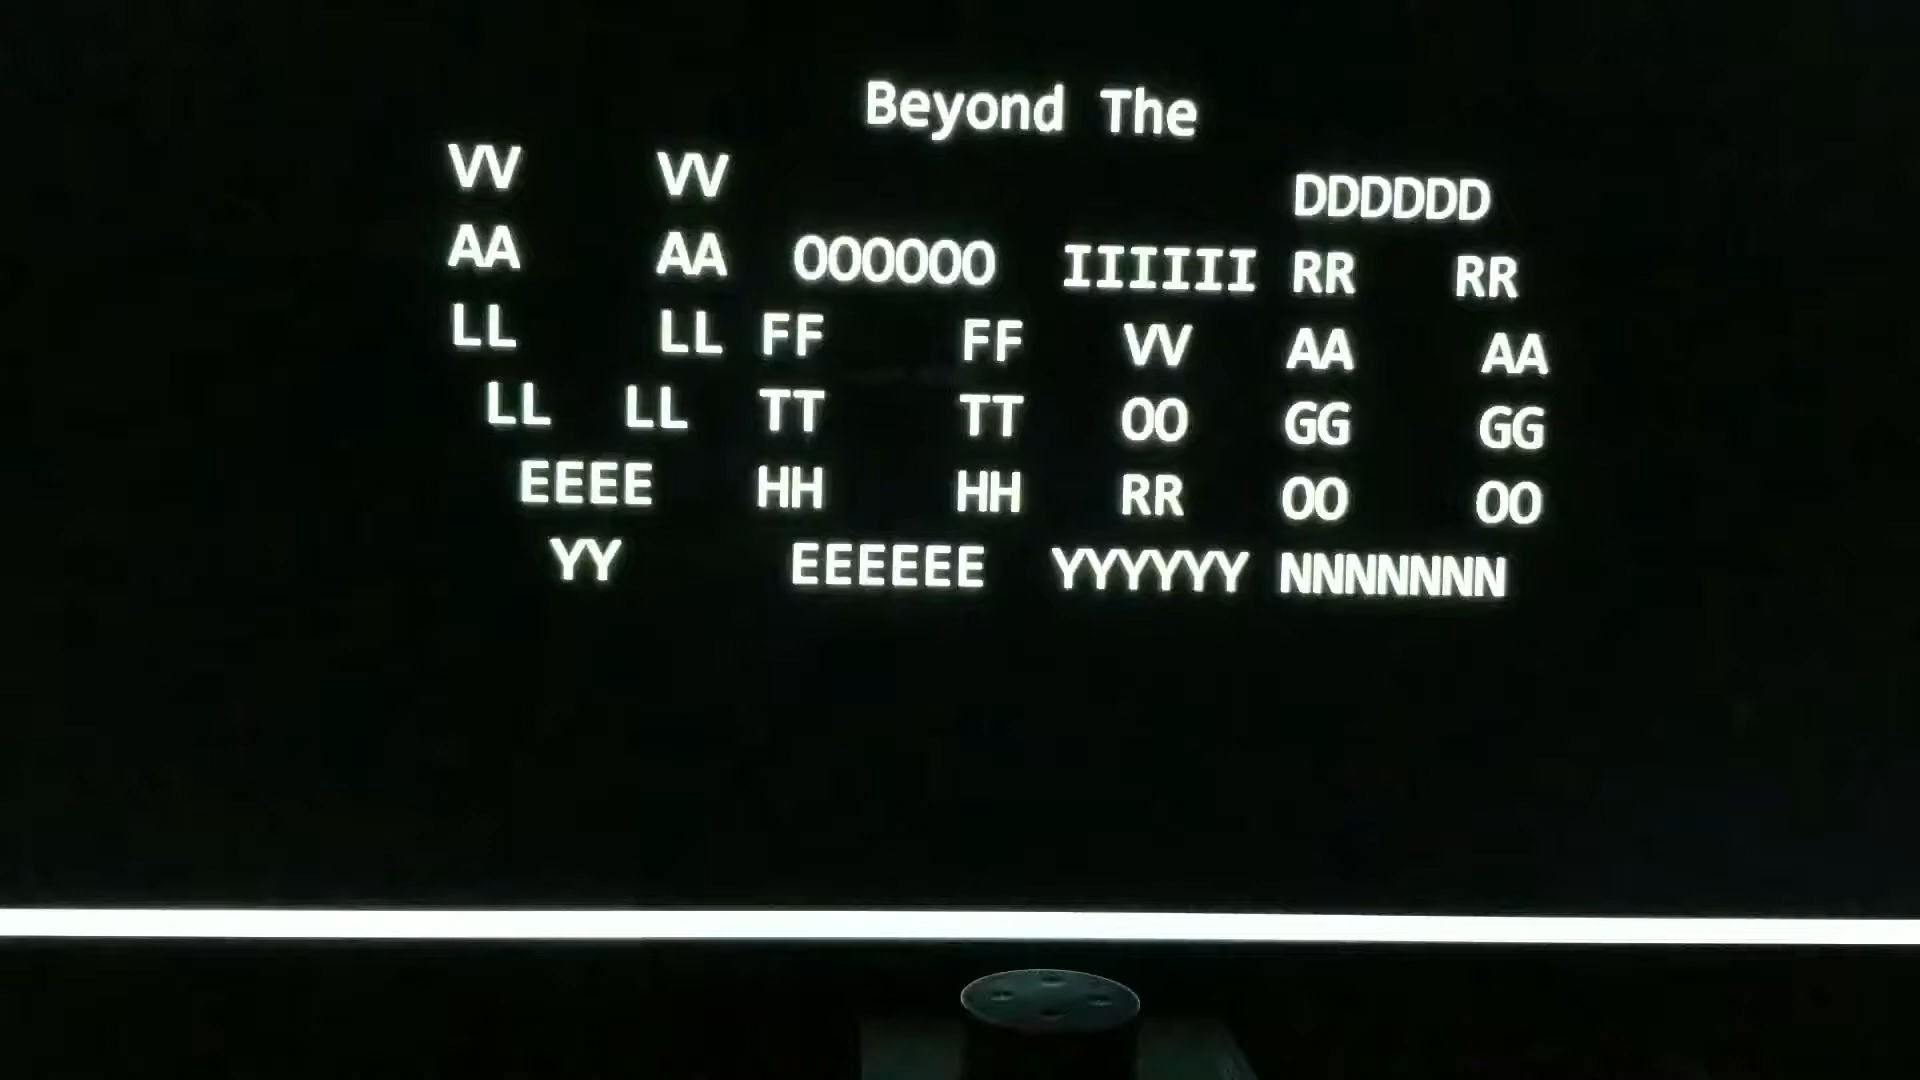 Beyond The
VV VV DDDDDD
AA AA OOOOOO IIIIII RR RR
LL LL FF FF VV AA AA
LL LL TT TT OO GG GG
EEEE HH HH RR OO OO
YY EEEEEE YYYYYY NNNNNNN